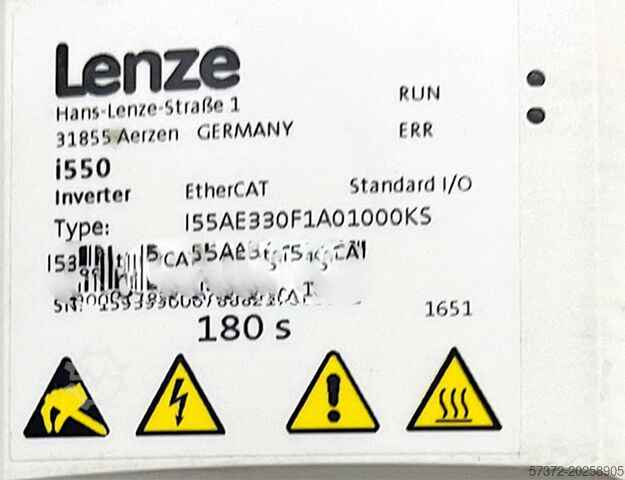 Lenze
Hans-Lenze-Straße 1
31855 Aerzen GERMANY
RUN
ERR
i550
Inverter EtherCAT Standard I/O
Type: I55AE330F1A01000KS
180 s
1651
57372-20258905